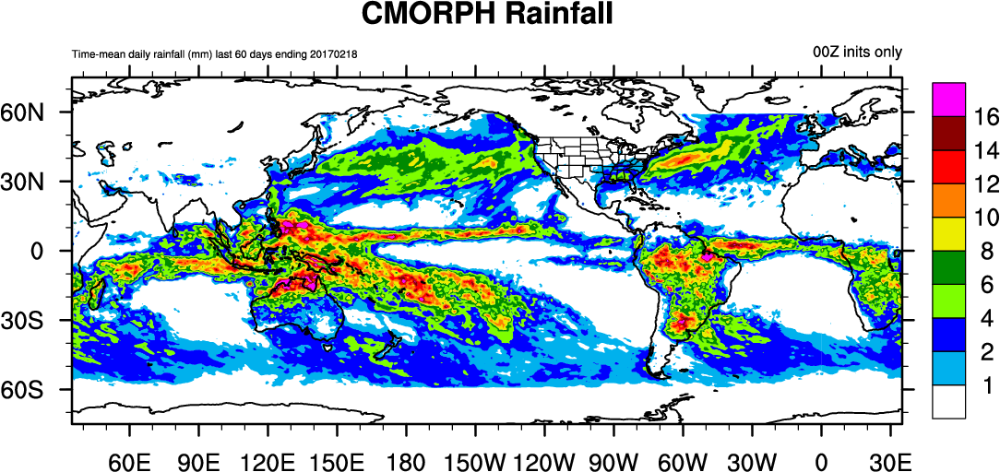 CMORPH Rainfall
Time-mean daily rainfall (mm) last 60 days ending 20170218
00Z inits only
60N
30N
0
30S
60S
60E 90E 120E 150E 180 150W 120W 90W 60W 30W 0 30E
16
14
12
10
9
8
6
4
2
1